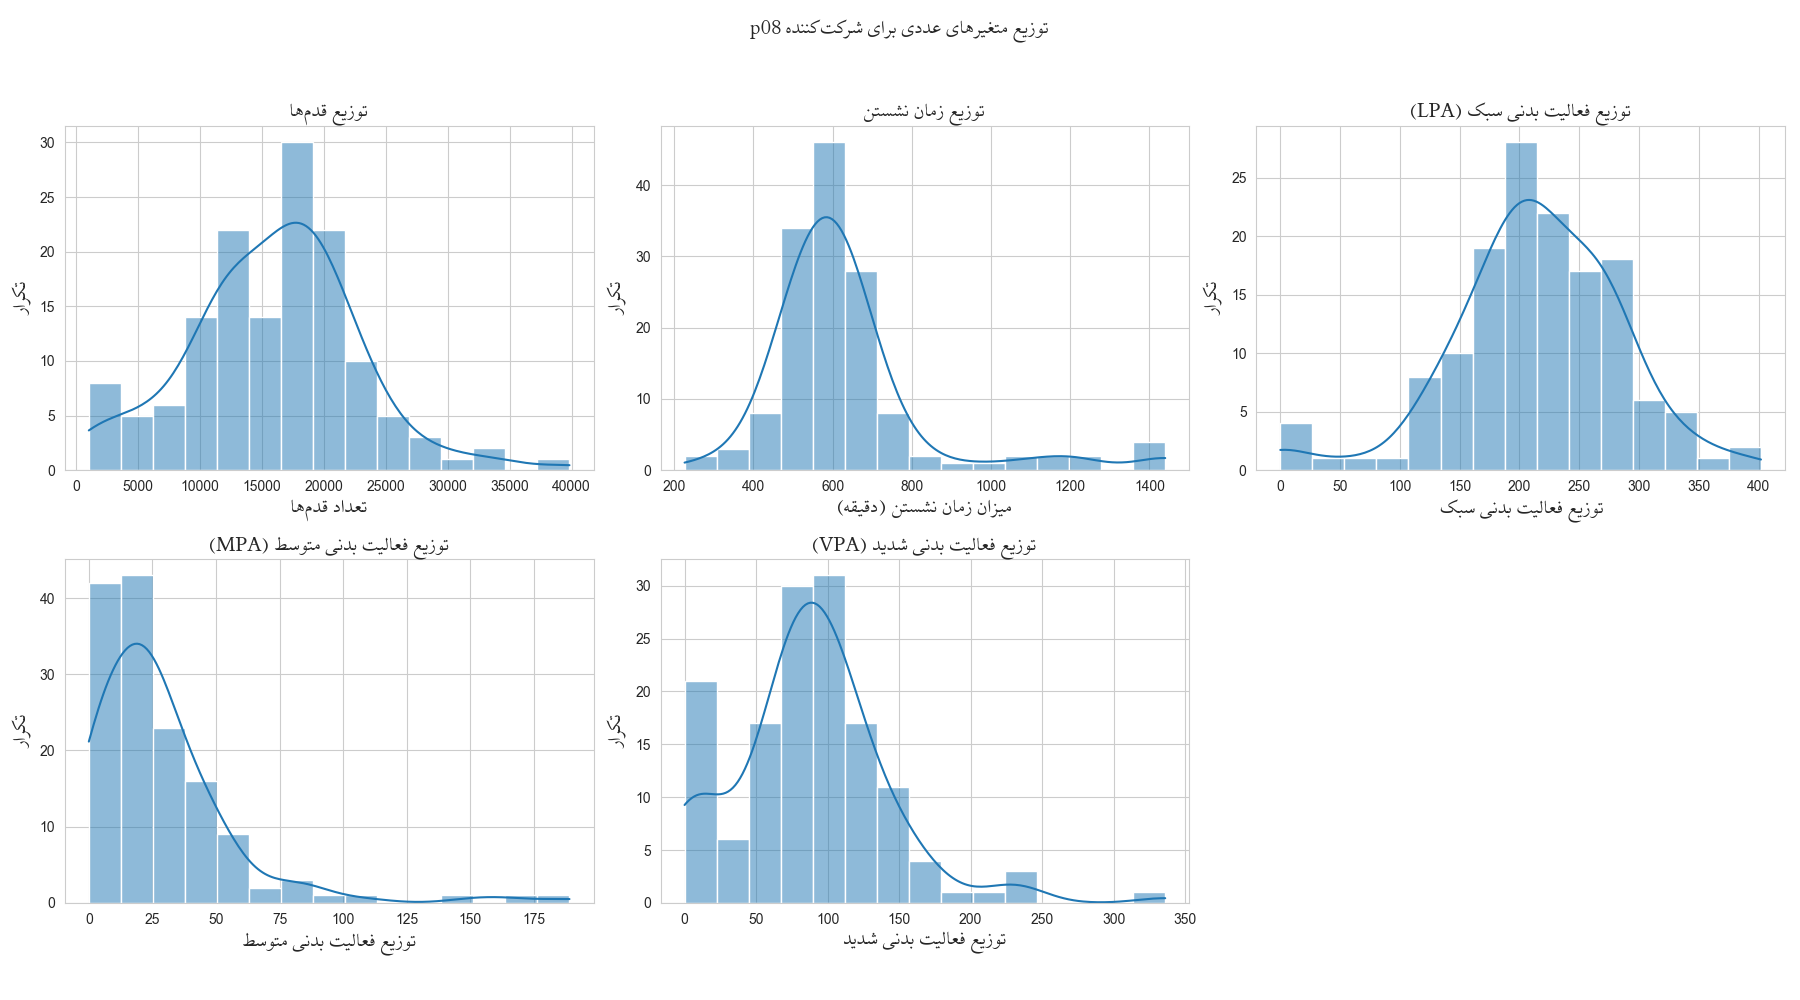 توزیع متغیرهای عددی برای شرکت‌کننده p08
توزیع قدم‌ها
تکرار
30
25
20
15
10
5
0
0 5000 10000 15000 20000 25000 30000 35000 40000
تعداد قدم‌ها
توزیع زمان نشستن
تکرار
40
30
20
10
0
200 400 600 800 1000 1200 1400
میزان زمان نشستن (دقیقه)
توزیع فعالیت بدنی سبک (LPA)
تکرار
25
20
15
10
5
0
0 50 100 150 200 250 300 350 400
توزیع فعالیت بدنی سبک
توزیع فعالیت بدنی متوسط (MPA)
تکرار
40
30
20
10
0
0 25 50 75 100 125 150 175
توزیع فعالیت بدنی متوسط
توزیع فعالیت بدنی شدید (VPA)
تکرار
30
25
20
15
10
5
0
0 50 100 150 200 250 300 350
توزیع فعالیت بدنی شدید